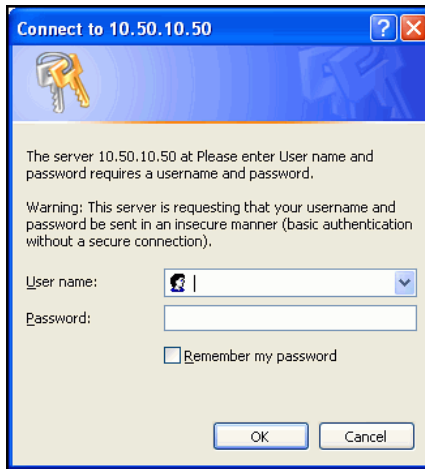 Connect to 10.50.10.50
The server 10.50.10.50 at Please enter User name and
password requires a username and password.
Warning: This server is requesting that your username and
password be sent in an insecure manner (basic authentication
without a secure connection).
User name:
Password:
Remember my password
OK Cancel